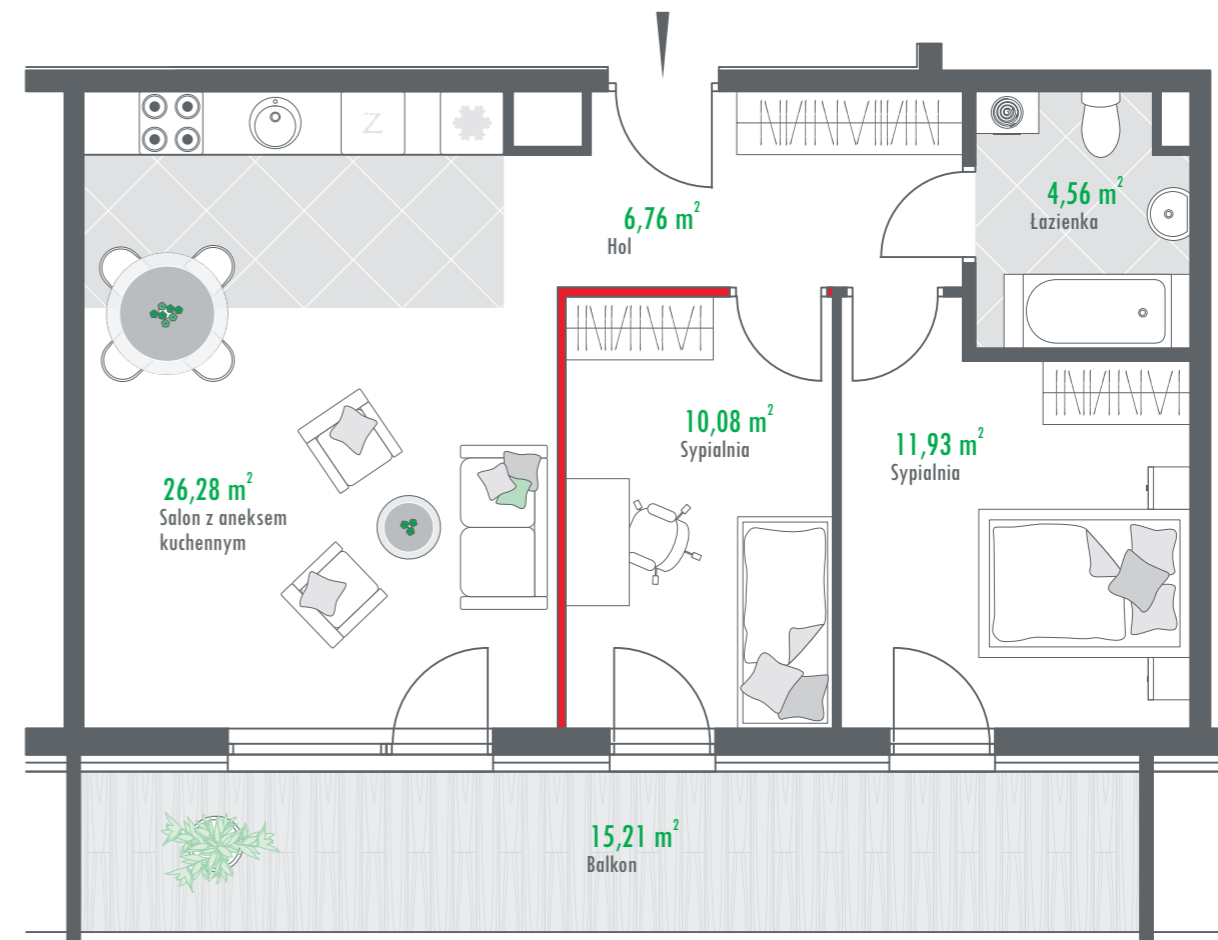 Z
6,76 m²
Hol
4,56 m²
Łazienka
10,08 m²
Sypialnia
11,93 m²
Sypialnia
26,28 m²
Salon z aneksem
kuchennym
15,21 m²
Balkon